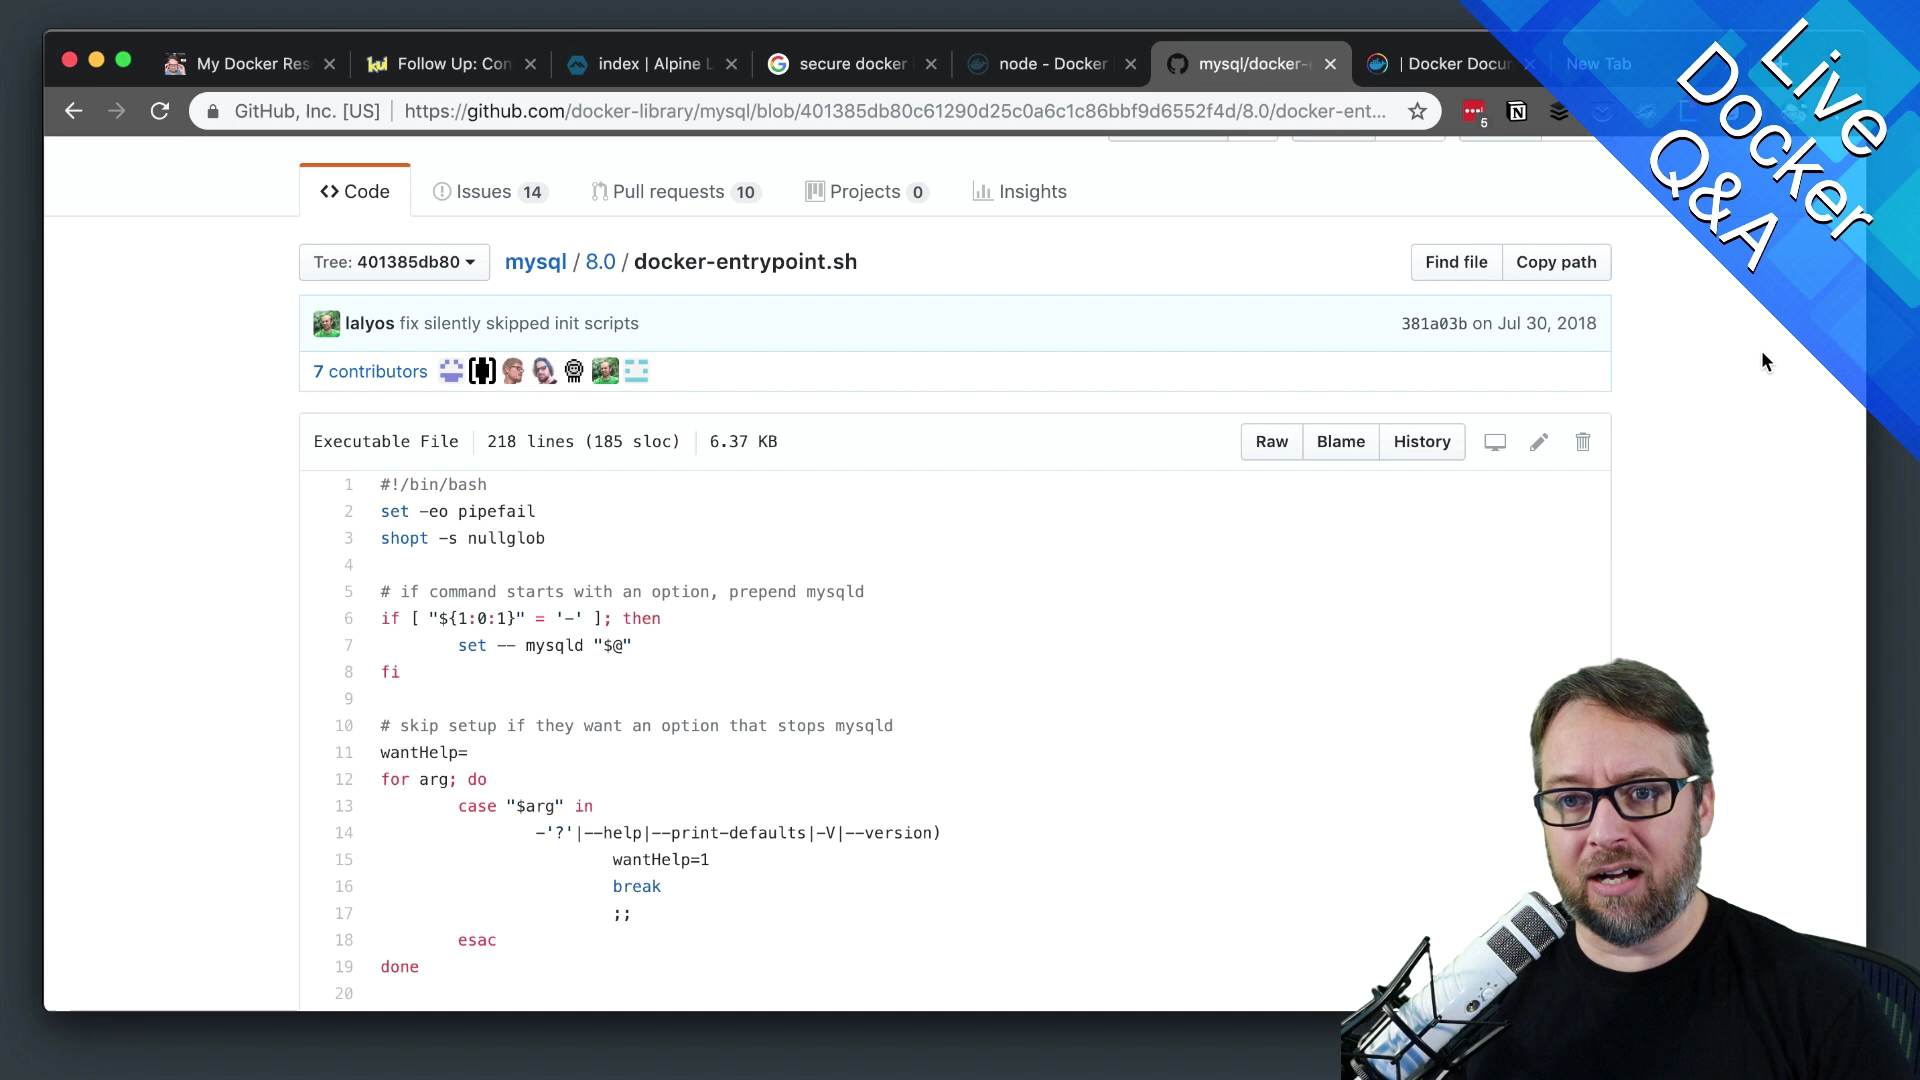 My Docker Res
Follow Up: Con
index | Alpine L
secure docker
node - Docker
mysql/docker-
| Docker Docur
New Tab
Live
Docker
Q&A
GitHub, Inc. [US]
https://github.com/docker-library/mysql/blob/401385db80c61290d25c0a6c1c86bbf9d6552f4d/8.0/docker-ent...
5
Code
Issues 14
Pull requests 10
Projects 0
Insights
Tree: 401385db80
mysql / 8.0 / docker-entrypoint.sh
Find file
Copy path
lalyos fix silently skipped init scripts
381a03b on Jul 30, 2018
7 contributors
Executable File
218 lines (185 sloc)
6.37 KB
Raw
Blame
History
1 #!/bin/bash
2 set -eo pipefail
3 shopt -s nullglob
4
5 # if command starts with an option, prepend mysqld
6 if [ "${1:0:1}" = '-' ]; then
7 set -- mysqld "$@"
8 fi
9
10 # skip setup if they want an option that stops mysqld
11 wantHelp=
12 for arg; do
13 case "$arg" in
14 -'?'|--help|--print-defaults|-V|--version)
15 wantHelp=1
16 break
17 ;;
18 esac
19 done
20